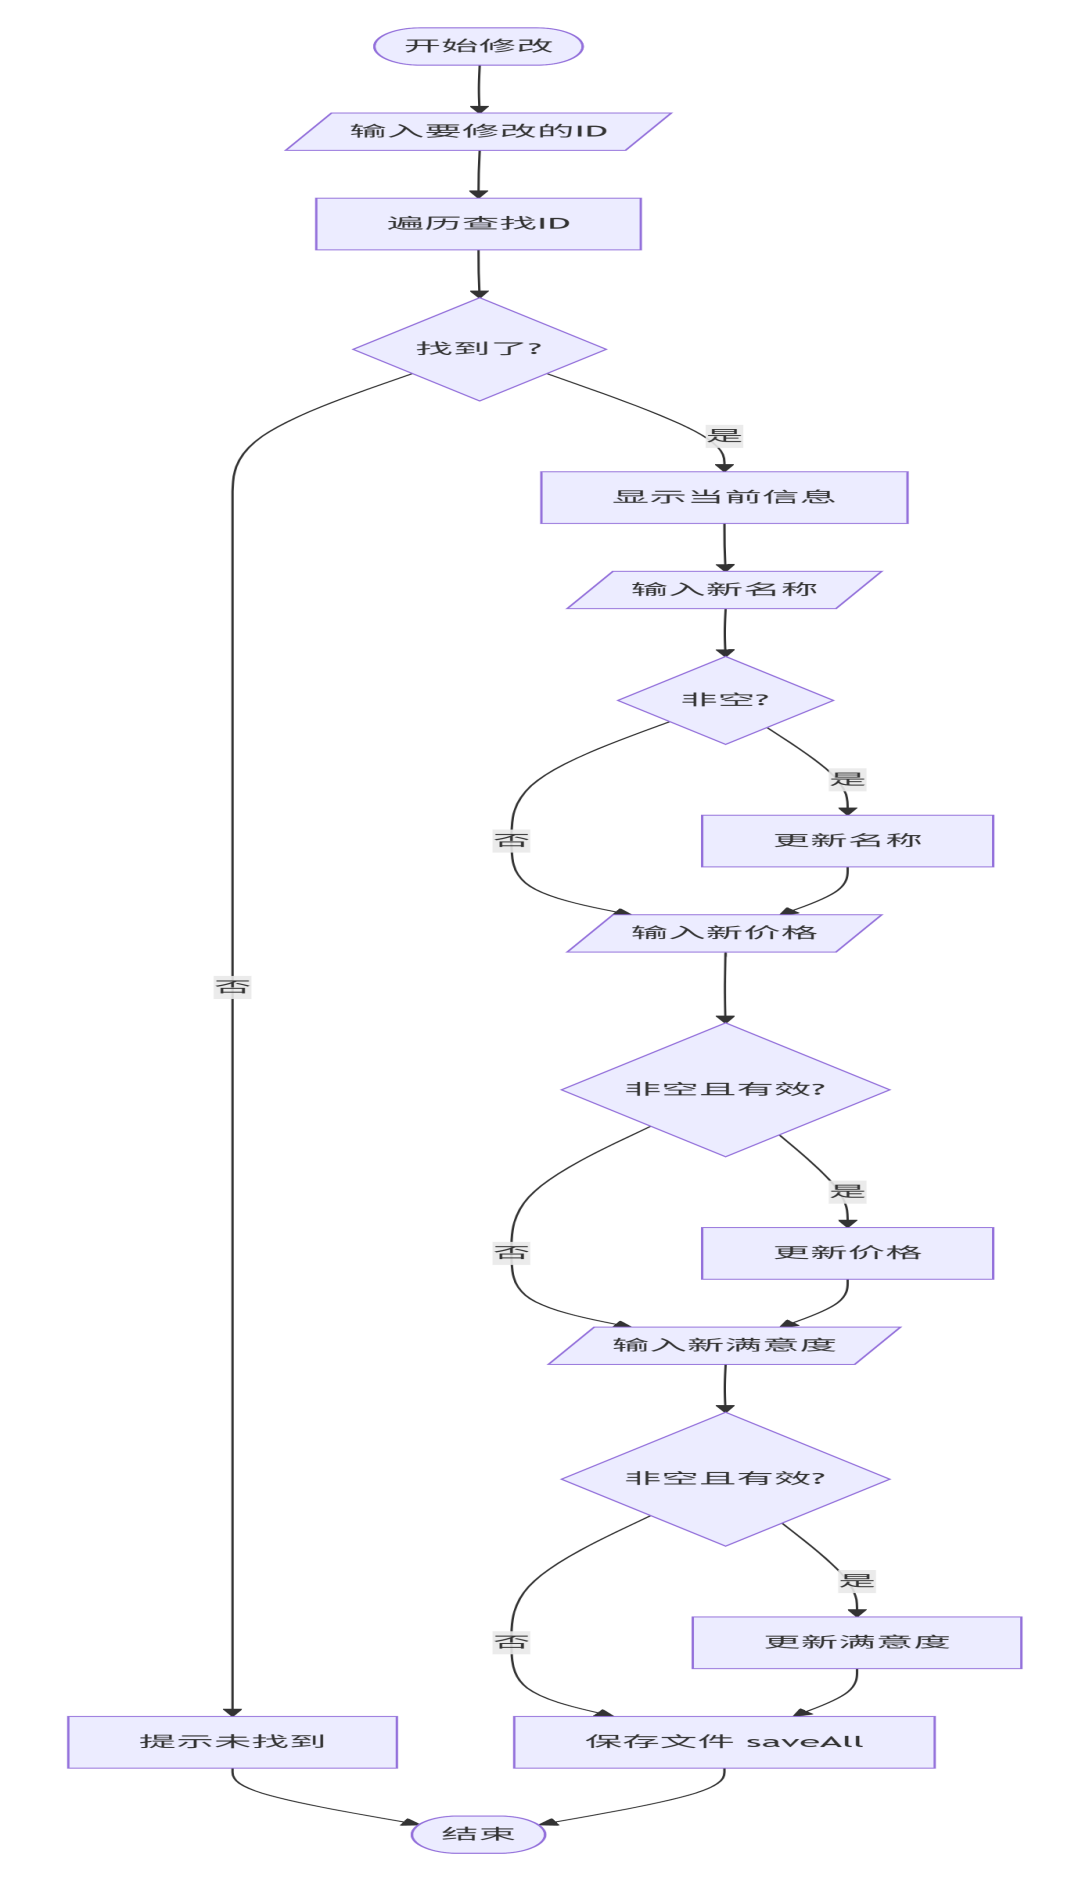 开始修改
输入要修改的ID
遍历查找ID
找到了?
是
显示当前信息
输入新名称
非空?
是
否
更新名称
输入新价格
否
非空且有效?
是
否
更新价格
输入新满意度
非空且有效?
是
否
更新满意度
提示未找到
保存文件 saveAll
结束